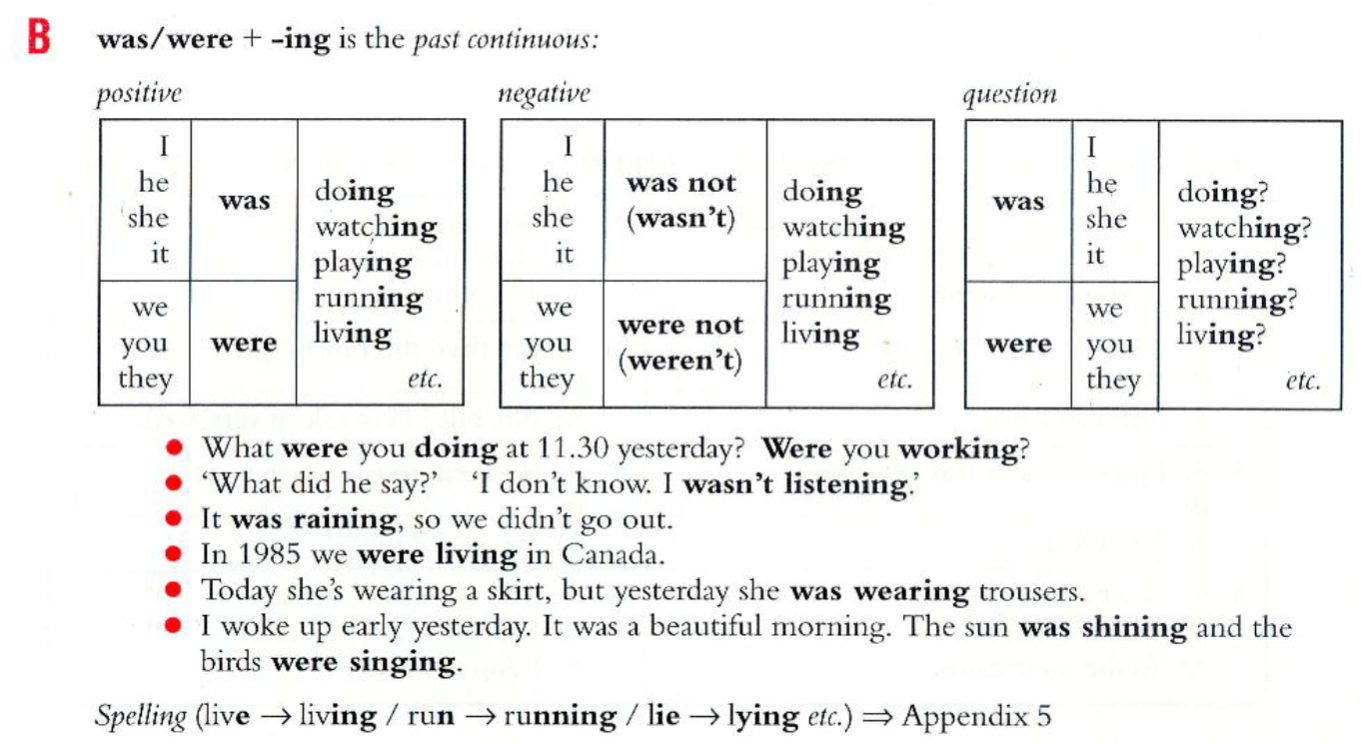 B was/were + -ing is the past continuous:
positive
I
he
she
it
was
we
you
they
were
doing
watching
playing
running
living
etc.
negative
I
he
she
it
was not
(wasn't)
we
you
they
were not
(weren't)
doing
watching
playing
running
living
etc.
question
was
I
he
she
it
were
we
you
they
doing?
watching?
playing?
running?
living?
etc.
● What were you doing at 11.30 yesterday? Were you working?
● ‘What did he say?’ ‘I don't know. I wasn't listening.’
● It was raining, so we didn't go out.
● In 1985 we were living in Canada.
● Today she's wearing a skirt, but yesterday she was wearing trousers.
● I woke up early yesterday. It was a beautiful morning. The sun was shining and the
birds were singing.
Spelling (live → living / run → running / lie → lying etc.) ⇒ Appendix 5